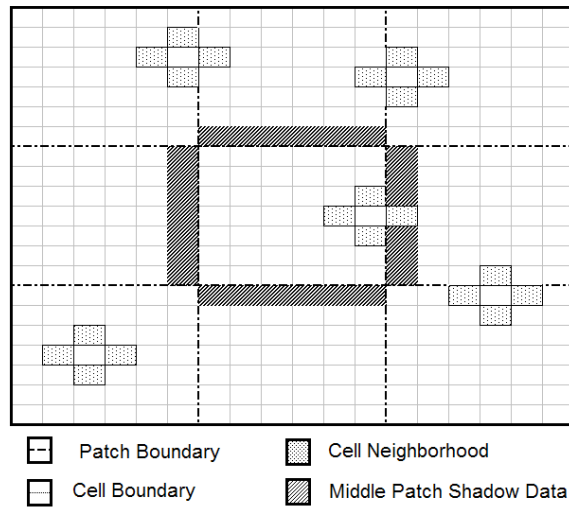 Patch Boundary
Cell Neighborhood
Cell Boundary
Middle Patch Shadow Data